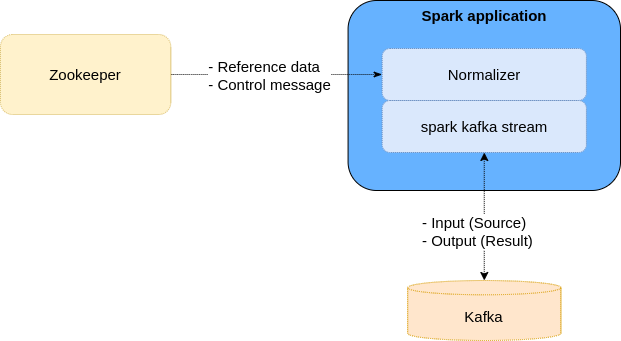 Spark application
Zookeeper
- Reference data
- Control message
Normalizer
spark kafka stream
- Input (Source)
- Output (Result)
Kafka